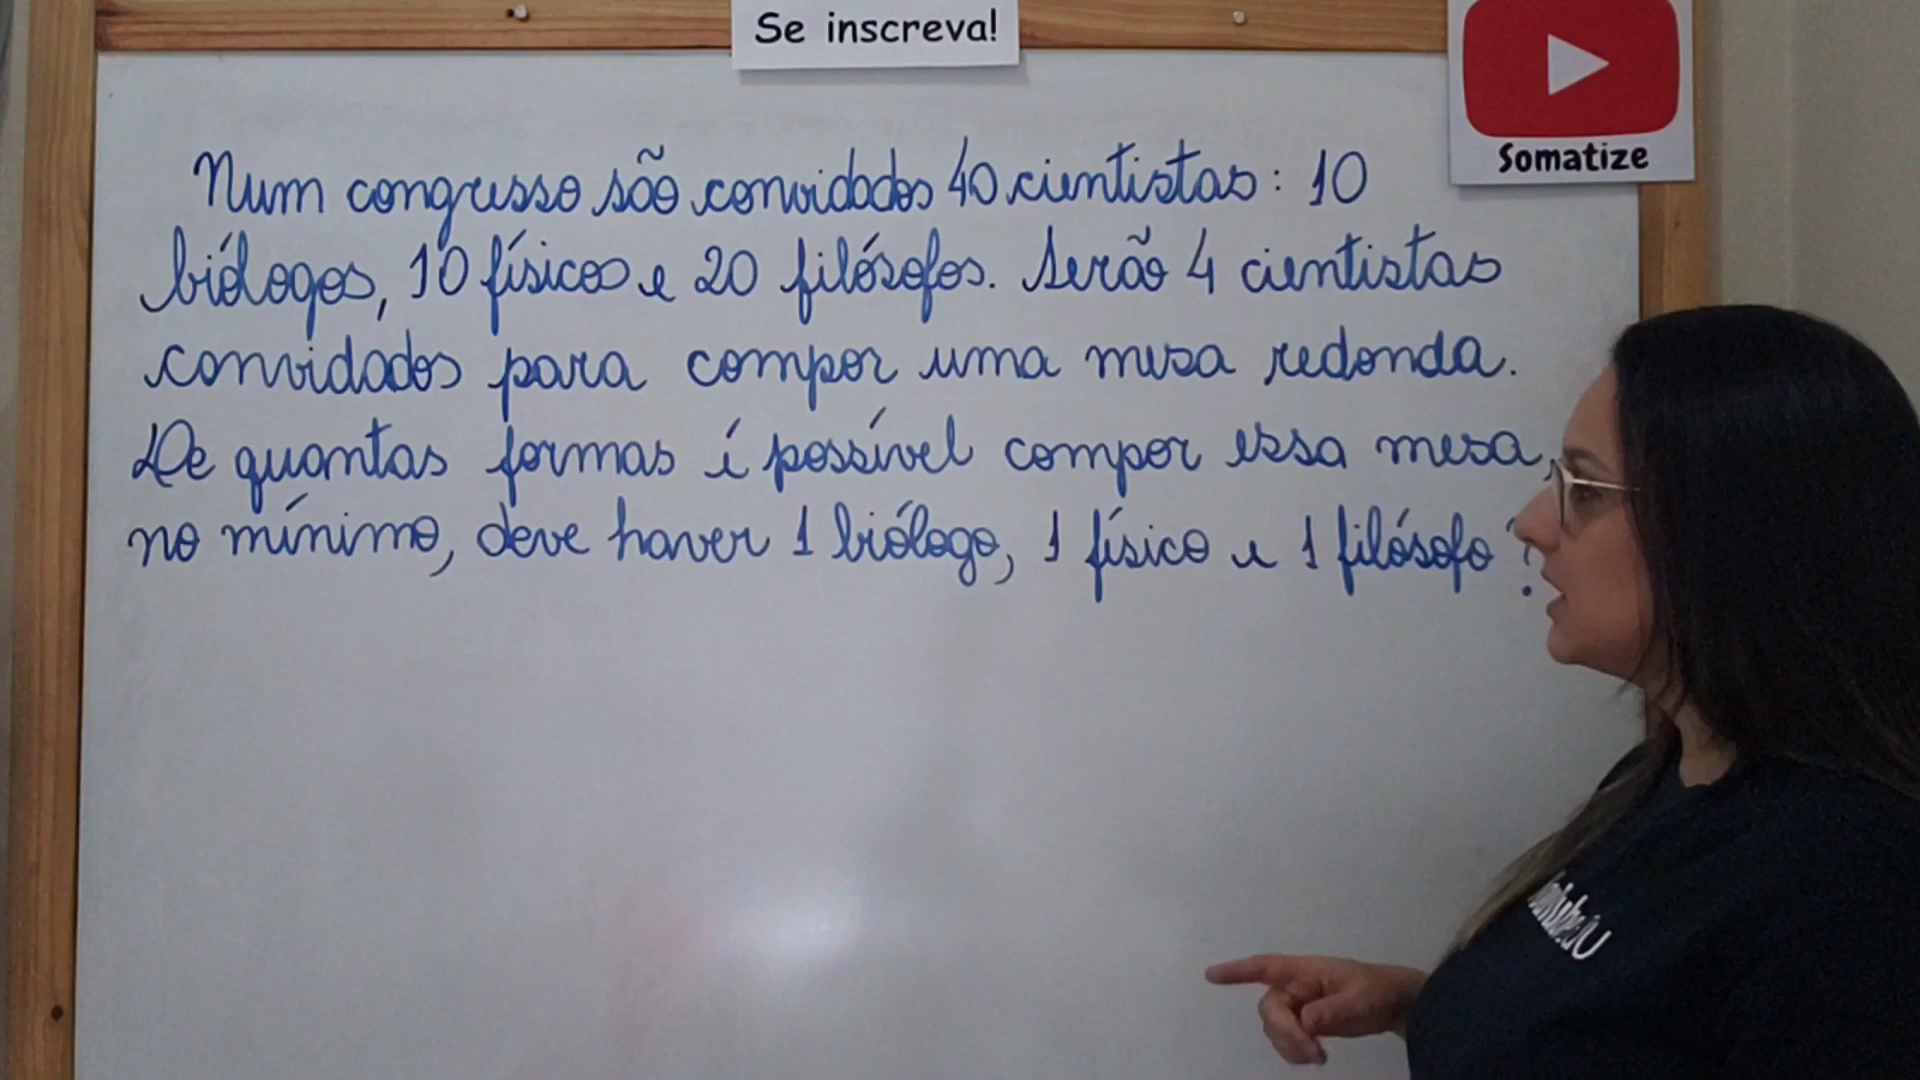 Se inscreva!
Somatize
Num congresso são convidados 40 cientistas: 10
biólogos, 10 físicos e 20 filósofos. Serão 4 cientistas
convidados para compor uma mesa redonda.
De quantas formas é possível compor essa mesa,
no mínimo, deve haver 1 biólogo, 1 físico e 1 filósofo?